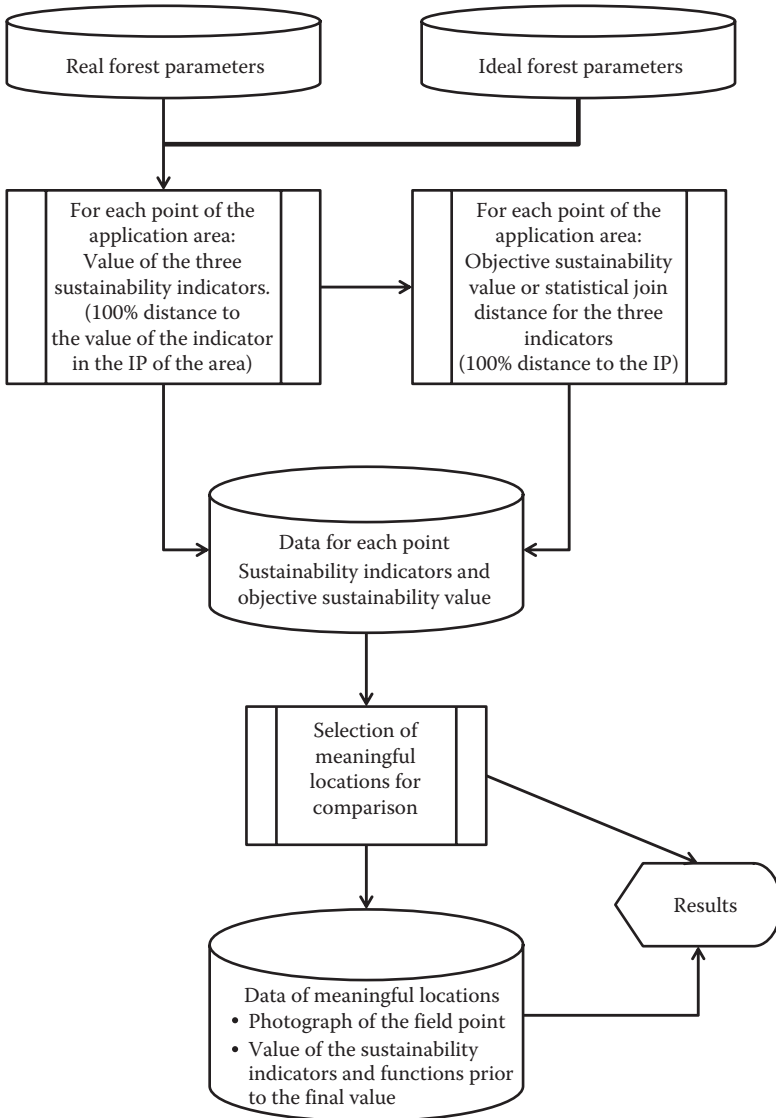 Real forest parameters
Ideal forest parameters
For each point of the
application area:
Value of the three
sustainability indicators.
(100% distance to
the value of the indicator
in the IP of the area)
For each point of the
application area:
Objective sustainability
value or statistical join
distance for the three
indicators
(100% distance to the IP)
Data for each point
Sustainability indicators and
objective sustainability value
Selection of
meaningful
locations for
comparison
Results
Data of meaningful locations
• Photograph of the field point
• Value of the sustainability
indicators and functions prior
to the final value